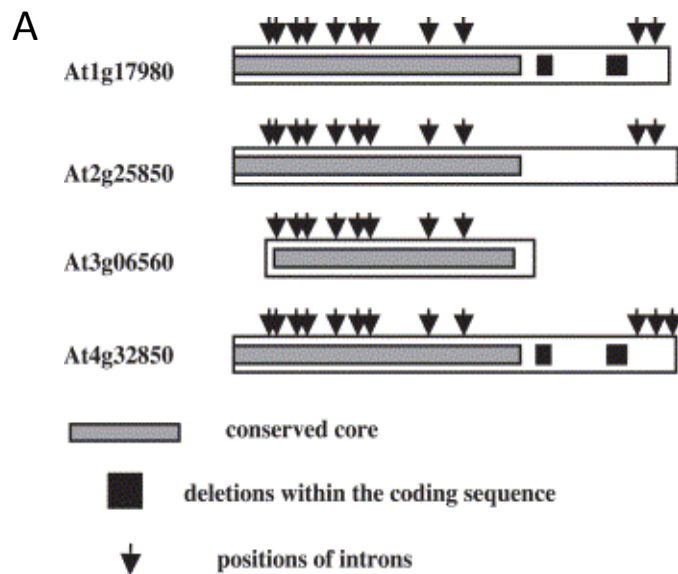 A
At1g17980
At2g25850
At3g06560
At4g32850
conserved core
deletions within the coding sequence
positions of introns